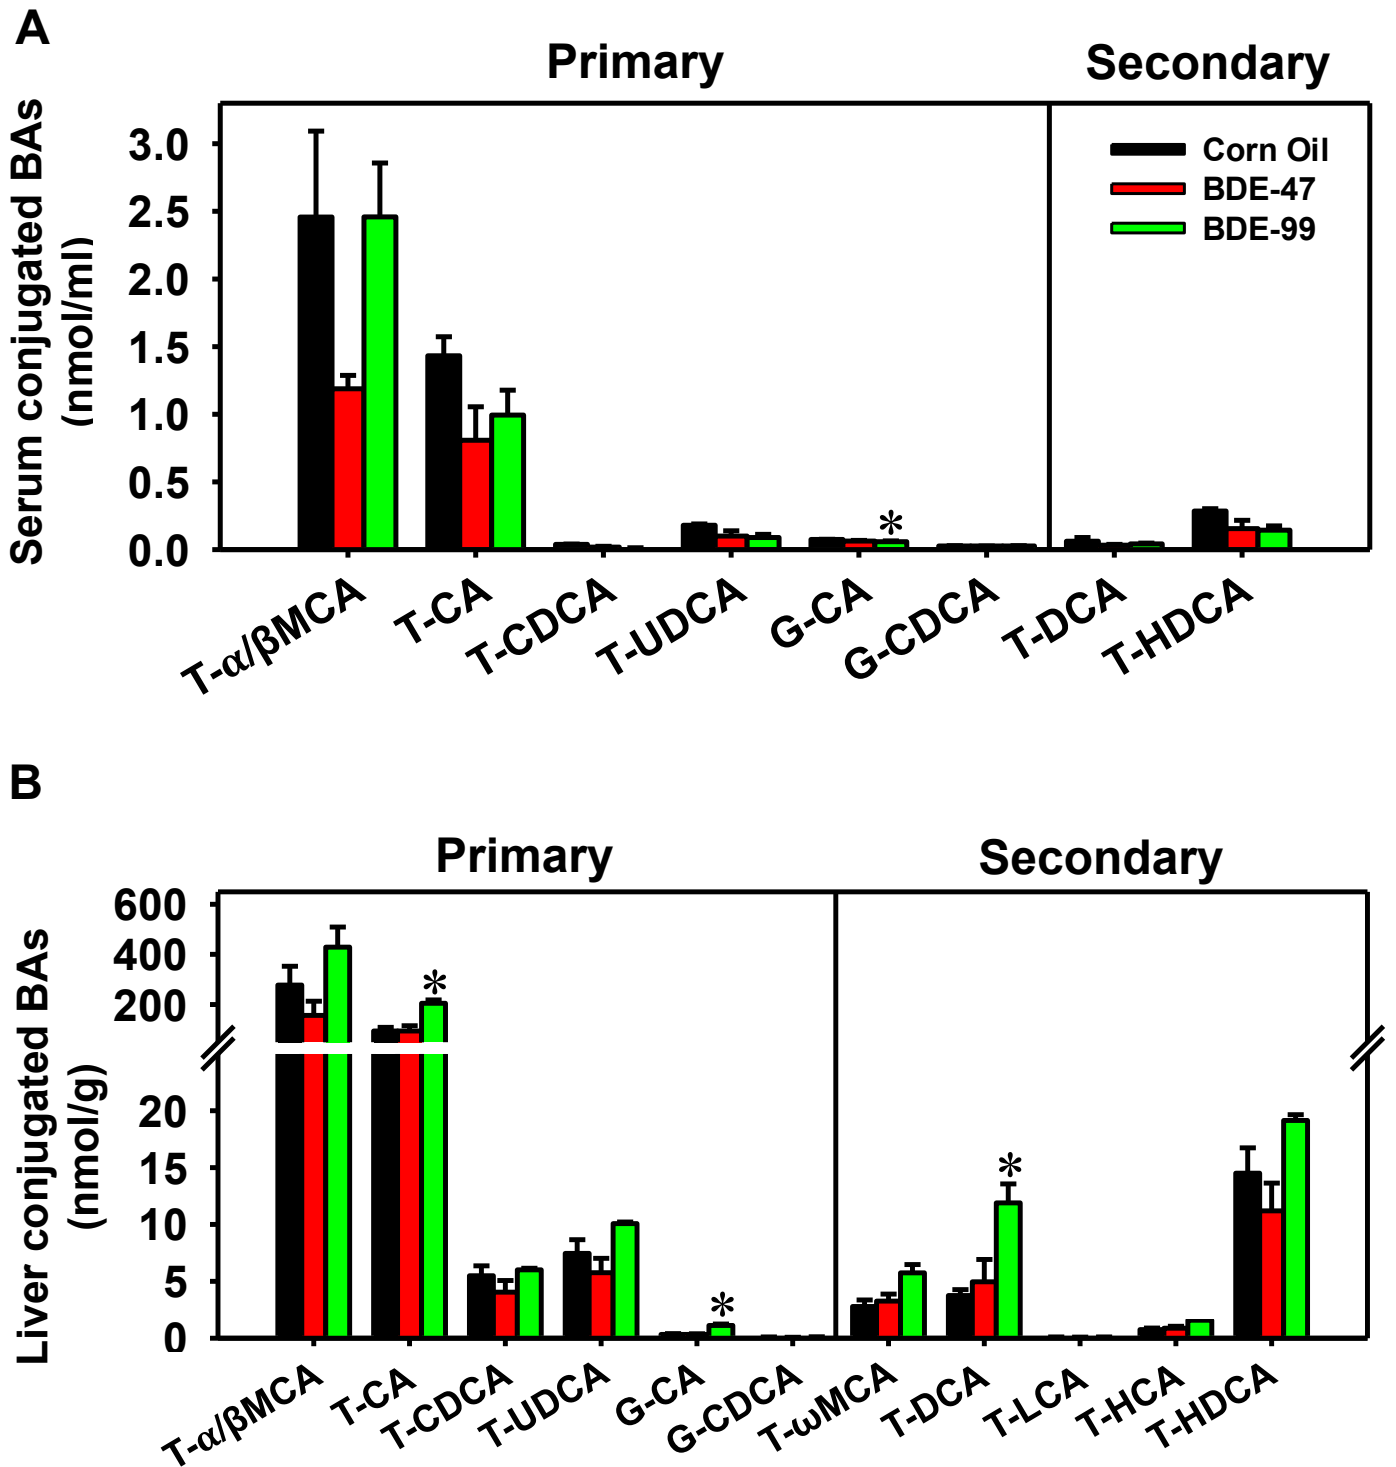 A
Primary
Secondary
Serum conjugated BAs
(nmol/ml)
3.0
2.5
2.0
1.5
1.0
0.5
0.0
Corn Oil
BDE-47
BDE-99
*
T-α/βMCA
T-CA
T-CDCA
T-UDCA
G-CA
G-CDCA
T-DCA
T-HDCA
B
Primary
Secondary
Liver conjugated BAs
(nmol/g)
600
400
200
20
15
10
5
0
*
*
*
T-α/βMCA
T-CA
T-CDCA
T-UDCA
G-CA
G-CDCA
T-ωMCA
T-DCA
T-LCA
T-HCA
T-HDCA